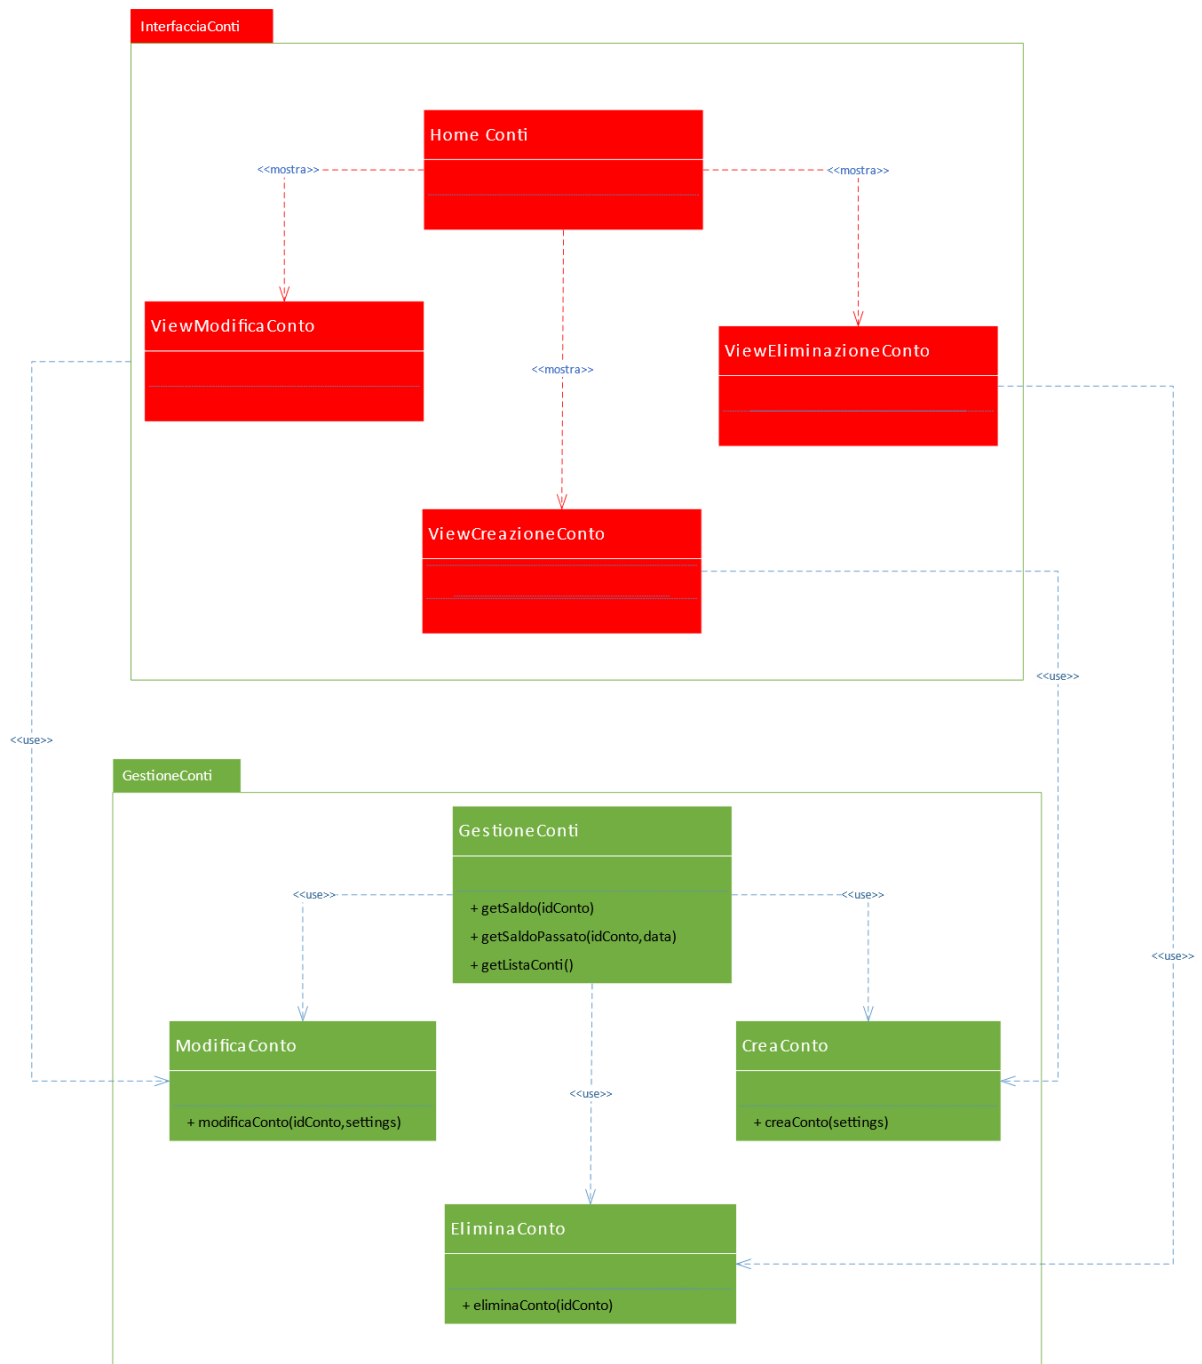 InterfacciaConti
Home Conti
<<mostra>>
<<mostra>>
ViewModificaConto
ViewEliminazioneConto
<<mostra>>
ViewCreazioneConto
<<use>>
<<use>>
GestioneConti
GestioneConti
<<use>>
<<use>>
+ getSaldo(idConto)
+ getSaldoPassato(idConto,data)
+ getListaConti()
<<use>>
ModificaConto
CreaConto
<<use>>
+ modificaConto(idConto,settings)
+ creaConto(settings)
EliminaConto
+ eliminaConto(idConto)